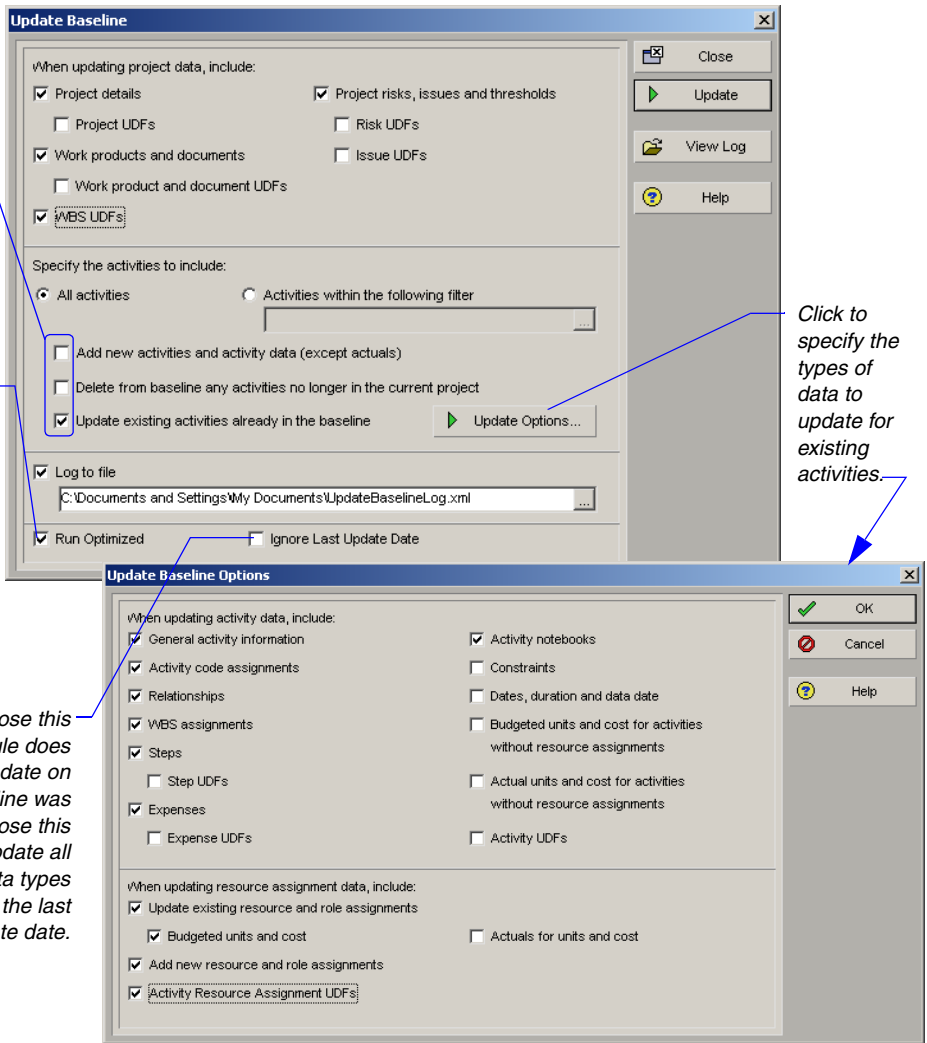 Update Baseline
When updating project data, include:
Project details
Project risks, issues and thresholds
Project UDFs
Risk UDFs
Work products and documents
Issue UDFs
Work product and document UDFs
WBS UDFs
Close
Update
View Log
Help
Specify the activities to include:
All activities
Activities within the following filter
...
Add new activities and activity data (except actuals)
Delete from baseline any activities no longer in the current project
Update existing activities already in the baseline
Update Options...
Log to file
C:\Documents and Settings\My Documents\UpdateBaselineLog.xml
...
Run Optimized
Ignore Last Update Date
Click to
specify the
types of
data to
update for
existing
activities.
Update Baseline Options
When updating activity data, include:
General activity information
Activity notebooks
Activity code assignments
Constraints
Relationships
Dates, duration and data date
WBS assignments
Budgeted units and cost for activities
without resource assignments
Steps
Step UDFs
Actual units and cost for activities
without resource assignments
Expenses
Expense UDFs
Activity UDFs
When updating resource assignment data, include:
Update existing resource and role assignments
Budgeted units and cost
Actuals for units and cost
Add new resource and role assignments
Activity Resource Assignment UDFs
OK
Cancel
Help
ose this
le does
date on
ine was
ose this
date all
ta types
the last
te date.